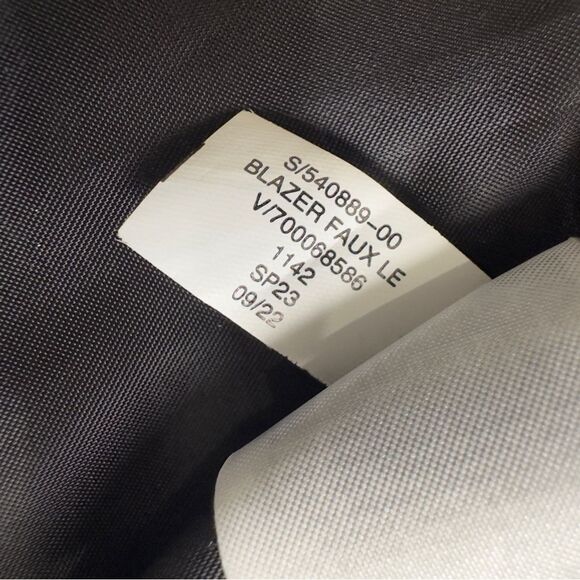 S/540889-00
BLAZER FAUX LE
V/700068586
1142
SP23
09/22